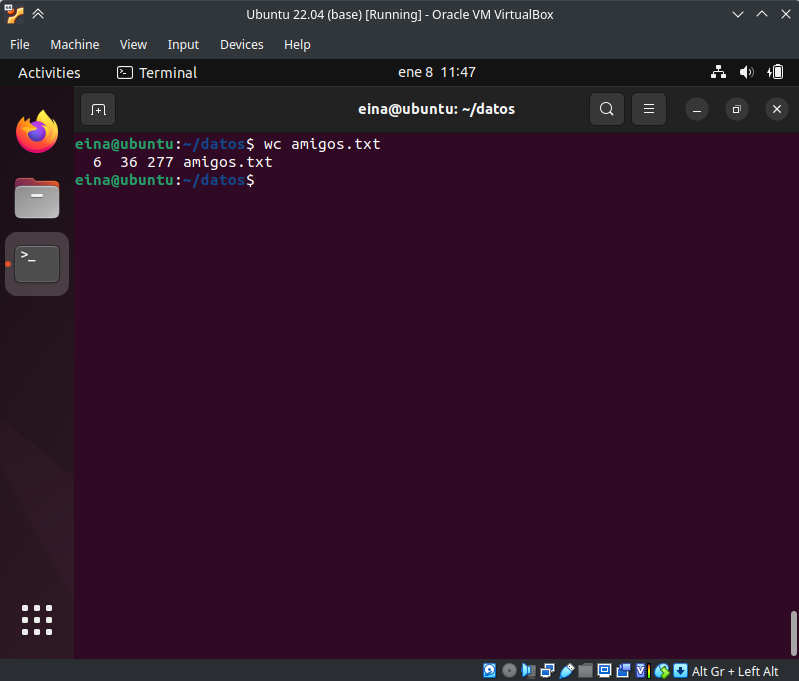 Ubuntu 22.04 (base) [Running] - Oracle VM VirtualBox
File Machine View Input Devices Help
Activities Terminal ene 8 11:47
eina@ubuntu: ~/datos
eina@ubuntu:~/datos$ wc amigos.txt
  6  36 277 amigos.txt
eina@ubuntu:~/datos$
>_
Alt Gr + Left Alt